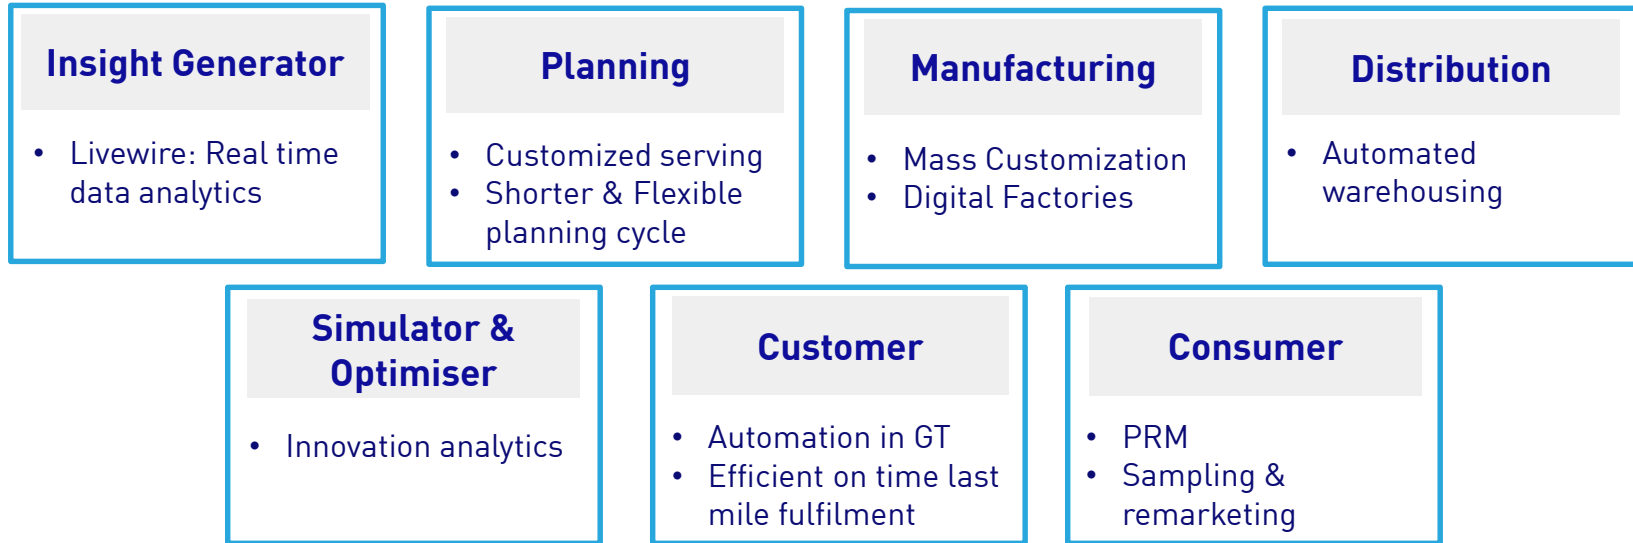 Insight Generator
• Livewire: Real time
data analytics
Planning
• Customized serving
• Shorter & Flexible
planning cycle
Manufacturing
• Mass Customization
• Digital Factories
Distribution
• Automated
warehousing
Simulator &
Optimiser
• Innovation analytics
Customer
• Automation in GT
• Efficient on time last
mile fulfilment
Consumer
• PRM
• Sampling &
remarketing